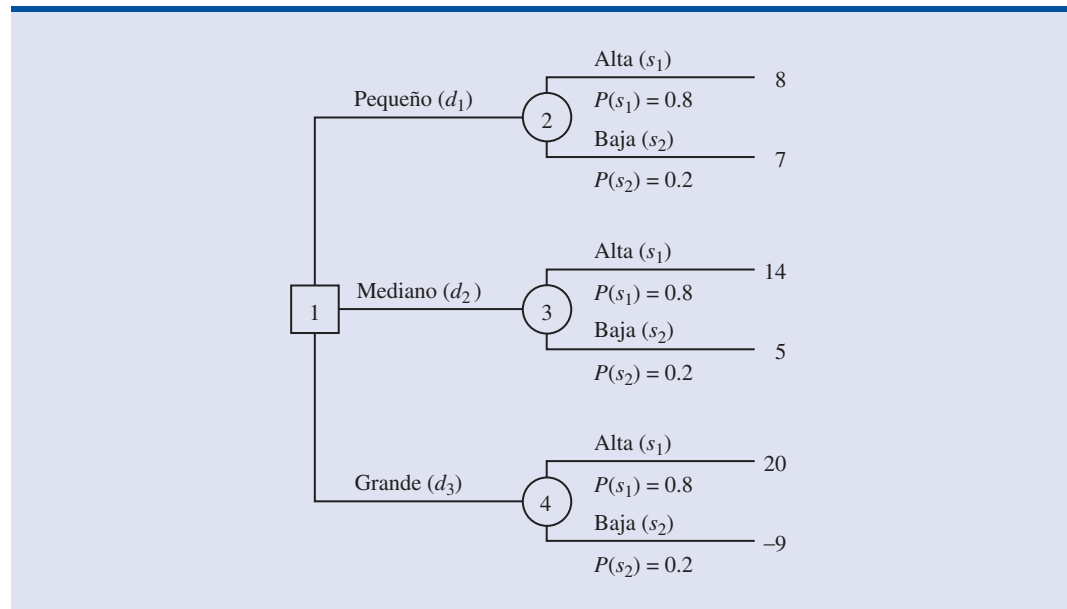 Alta (s₁)
8
Pequeño (d₁)
P(s₁) = 0.8
2
Baja (s₂)
7
P(s₂) = 0.2
Alta (s₁)
14
Mediano (d₂)
P(s₁) = 0.8
1
3
Baja (s₂)
5
P(s₂) = 0.2
Alta (s₁)
20
Grande (d₃)
P(s₁) = 0.8
4
Baja (s₂)
–9
P(s₂) = 0.2